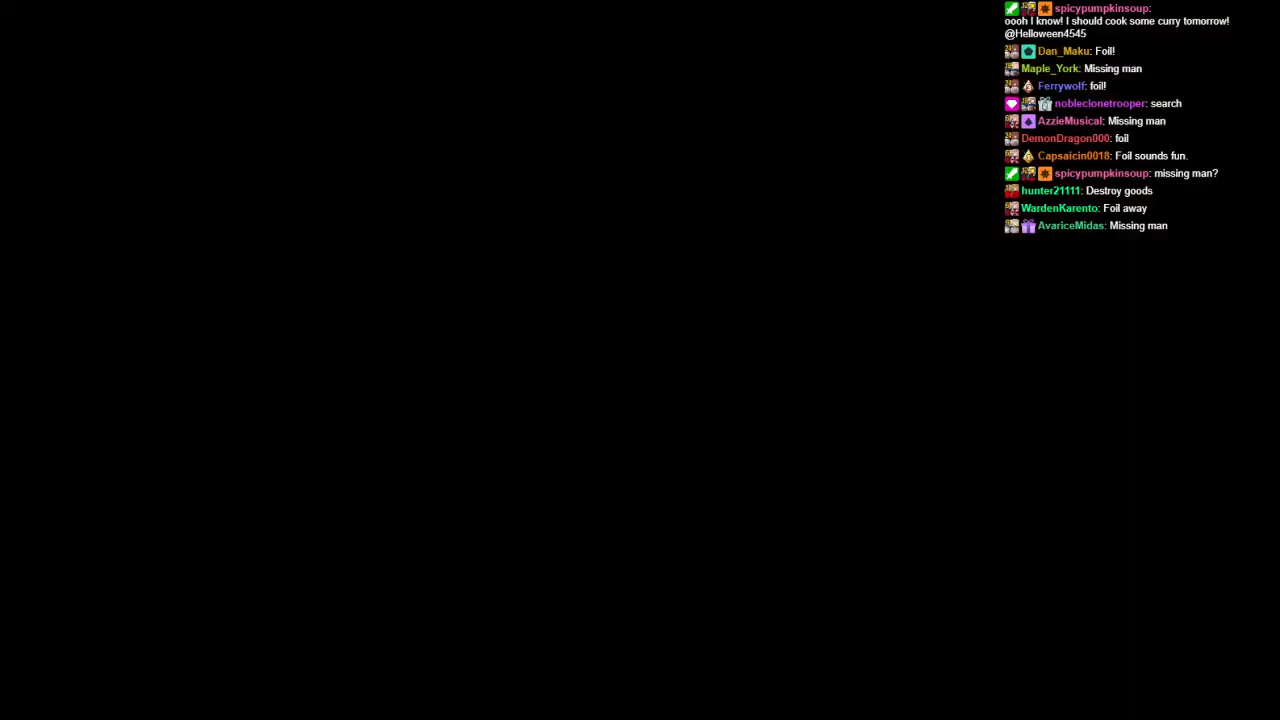 spicypumpkinsoup:
oooh I know! I should cook some curry tomorrow!
@Helloween4545
Dan_Maku: Foil!
Maple_York: Missing man
Ferrywolf: foil!
nobleclonetrooper: search
AzzieMusical: Missing man
DemonDragon000: foil
Capsaicin0018: Foil sounds fun.
spicypumpkinsoup: missing man?
hunter21111: Destroy goods
WardenKarento: Foil away
AvariceMidas: Missing man